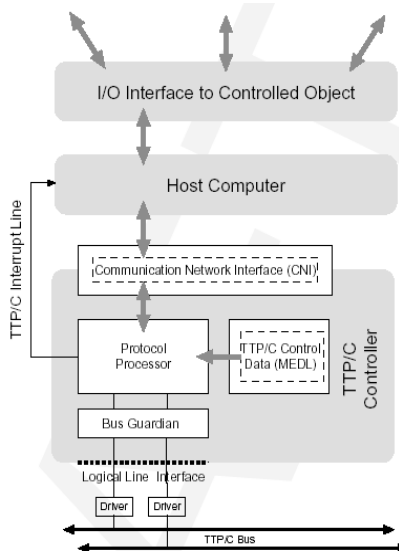 I/O Interface to Controlled Object
Host Computer
TTP/C Interrupt Line
Communication Network Interface (CNI)
Protocol
Processor
TTP/C Control
Data (MEDL)
TTP/C
Controller
Bus Guardian
Logical Line Interface
Driver
Driver
TTP/C Bus